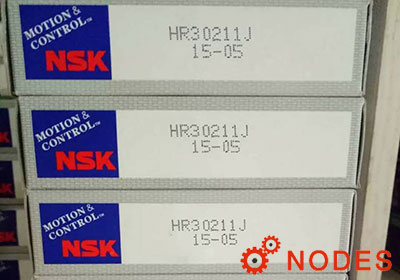 MOTION &
CONTROL™
NSK
HR30211J
15-05
MOTION &
CONTROL™
NSK
HR30211J
15-05
MOTION &
CONTROL™
NSK
HR30211J
15-05
NODES